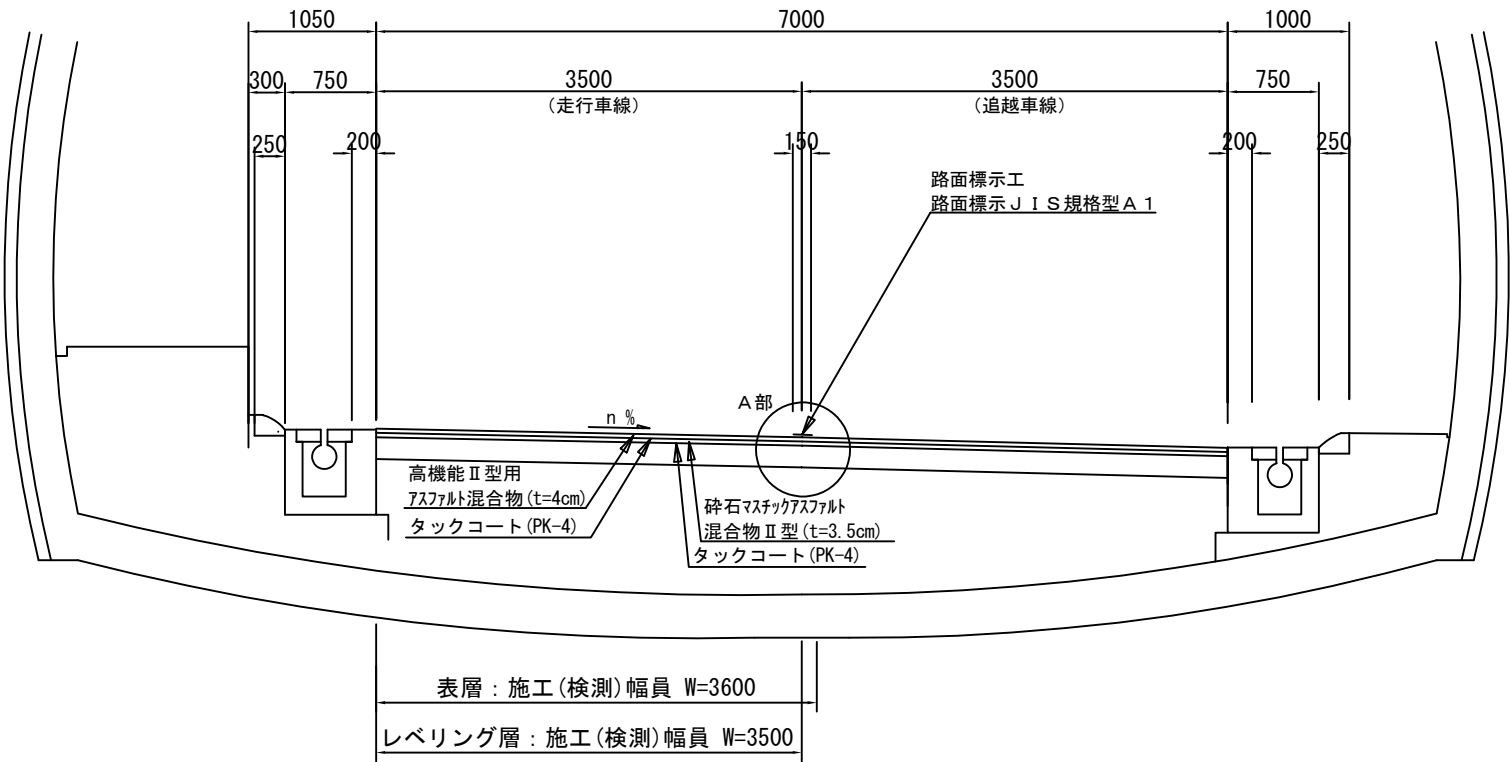 1050
7000
1000
300
750
3500
3500
750
(走行車線)
(追越車線)
250
200
150
200
250
路面標示工
路面標示JIS規格型A1
A部
n %
高機能Ⅱ型用
アスファルト混合物(t=4cm)
タックコート(PK-4)
砕石マスチックアスファルト
混合物Ⅱ型(t=3.5cm)
タックコート(PK-4)
表層：施工(検測)幅員 W=3600
レベリング層：施工(検測)幅員 W=3500